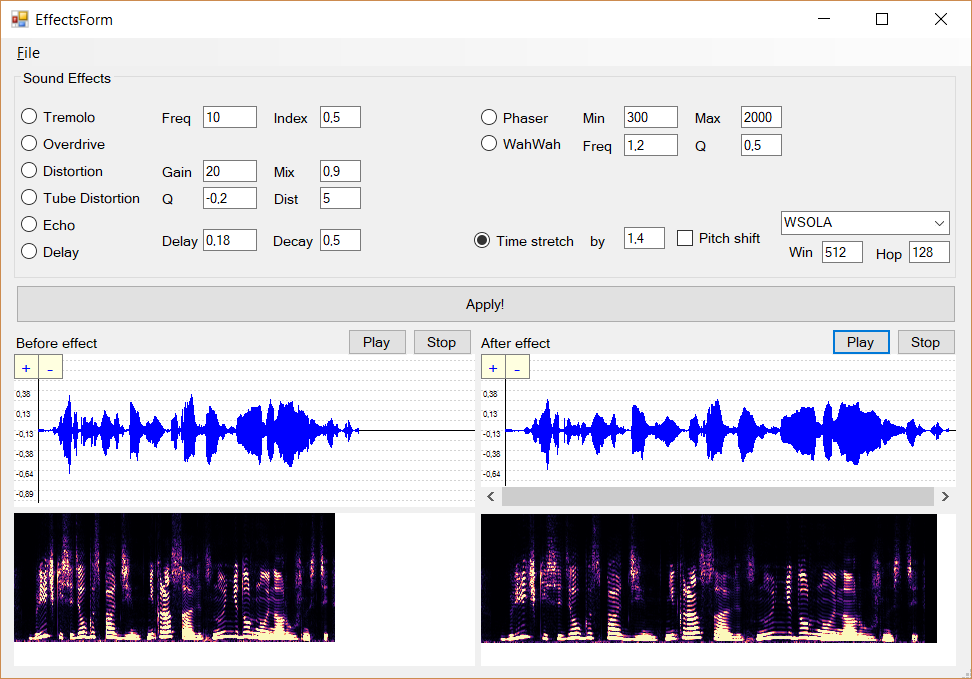 EffectsForm
File
Sound Effects
Tremolo Freq 10 Index 0,5 Phaser Min 300 Max 2000
Overdrive WahWah Freq 1,2 Q 0,5
Distortion Gain 20 Mix 0,9
Tube Distortion Q -0,2 Dist 5
Echo WSOLA
Delay 0,18 Decay 0,5 Time stretch by 1,4 Pitch shift
Delay Win 512 Hop 128
Apply!
Before effect Play Stop After effect Play Stop
+ - + -
0,38 0,38
0,13 0,13
-0,13 -0,13
-0,38 -0,38
-0,64 -0,64
-0,89